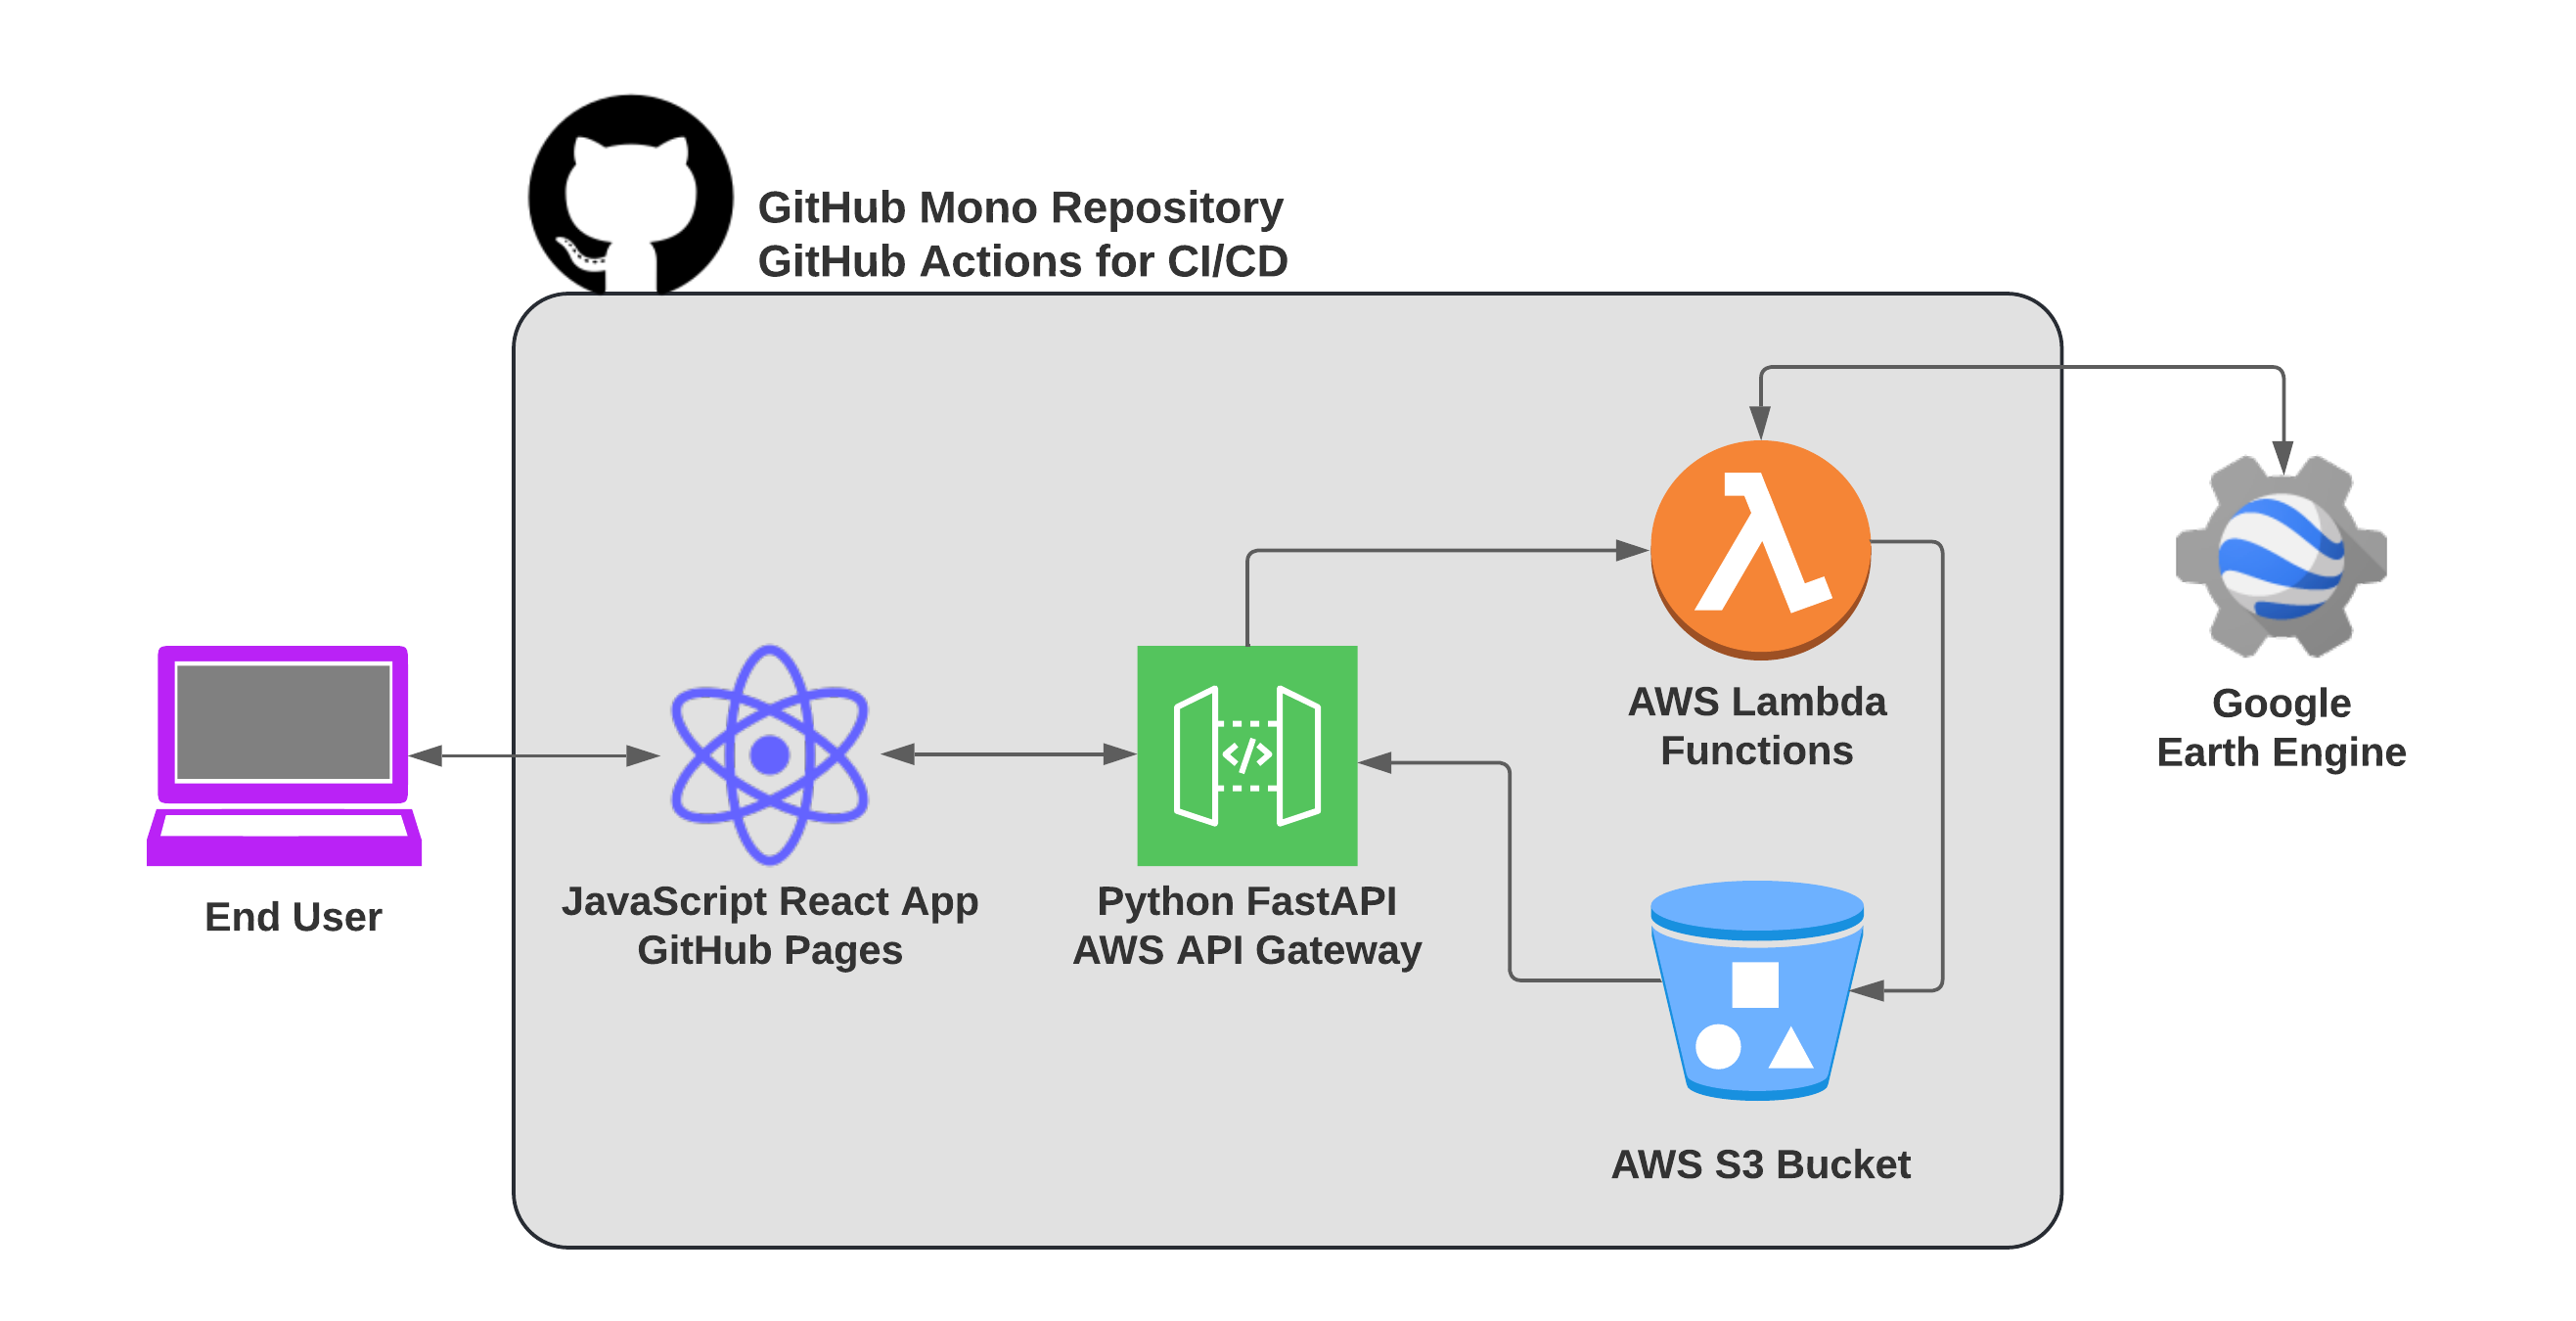 GitHub Mono Repository
GitHub Actions for CI/CD
End User
JavaScript React App
GitHub Pages
</>
Python FastAPI
AWS API Gateway
AWS Lambda
Functions
AWS S3 Bucket
Google
Earth Engine